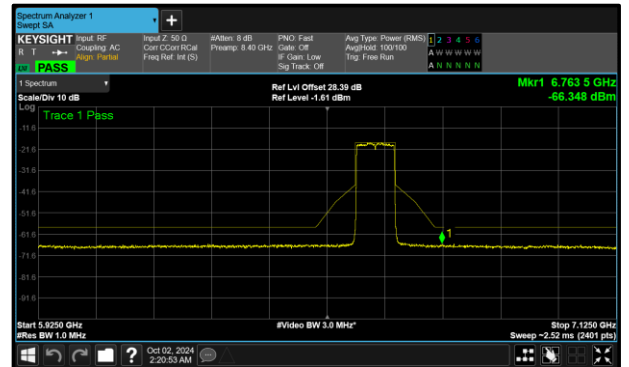 Spectrum Analyzer 1
Swept SA
KEYSIGHT Input: RF Input Z: 50 Ω #Atten: 8 dB PNO: Fast Avg Type: Power (RMS) 1 2 3 4 5 6
R T Coupling: AC Corr CCorr RCal Preamp: 8.40 GHz Gate: Off Avg|Hold: 100/100 A W W W W W
Align: Partial Freq Ref: Int (S) IF Gain: Low Trig: Free Run
PASS Sig Track: Off A N N N N N
1 Spectrum Ref Lvl Offset 28.39 dB Mkr1 6.763 5 GHz
Scale/Div 10 dB Ref Level -1.61 dBm -66.348 dBm
Log
Trace 1 Pass
-11.6
-21.6
-31.6
-41.6
-51.6
-61.6
1
-71.6
-81.6
-91.6
Start 5.9250 GHz #Video BW 3.0 MHz* Stop 7.1250 GHz
#Res BW 1.0 MHz Sweep ~2.52 ms (2401 pts)
? Oct 02, 2024
2:20:53 AM